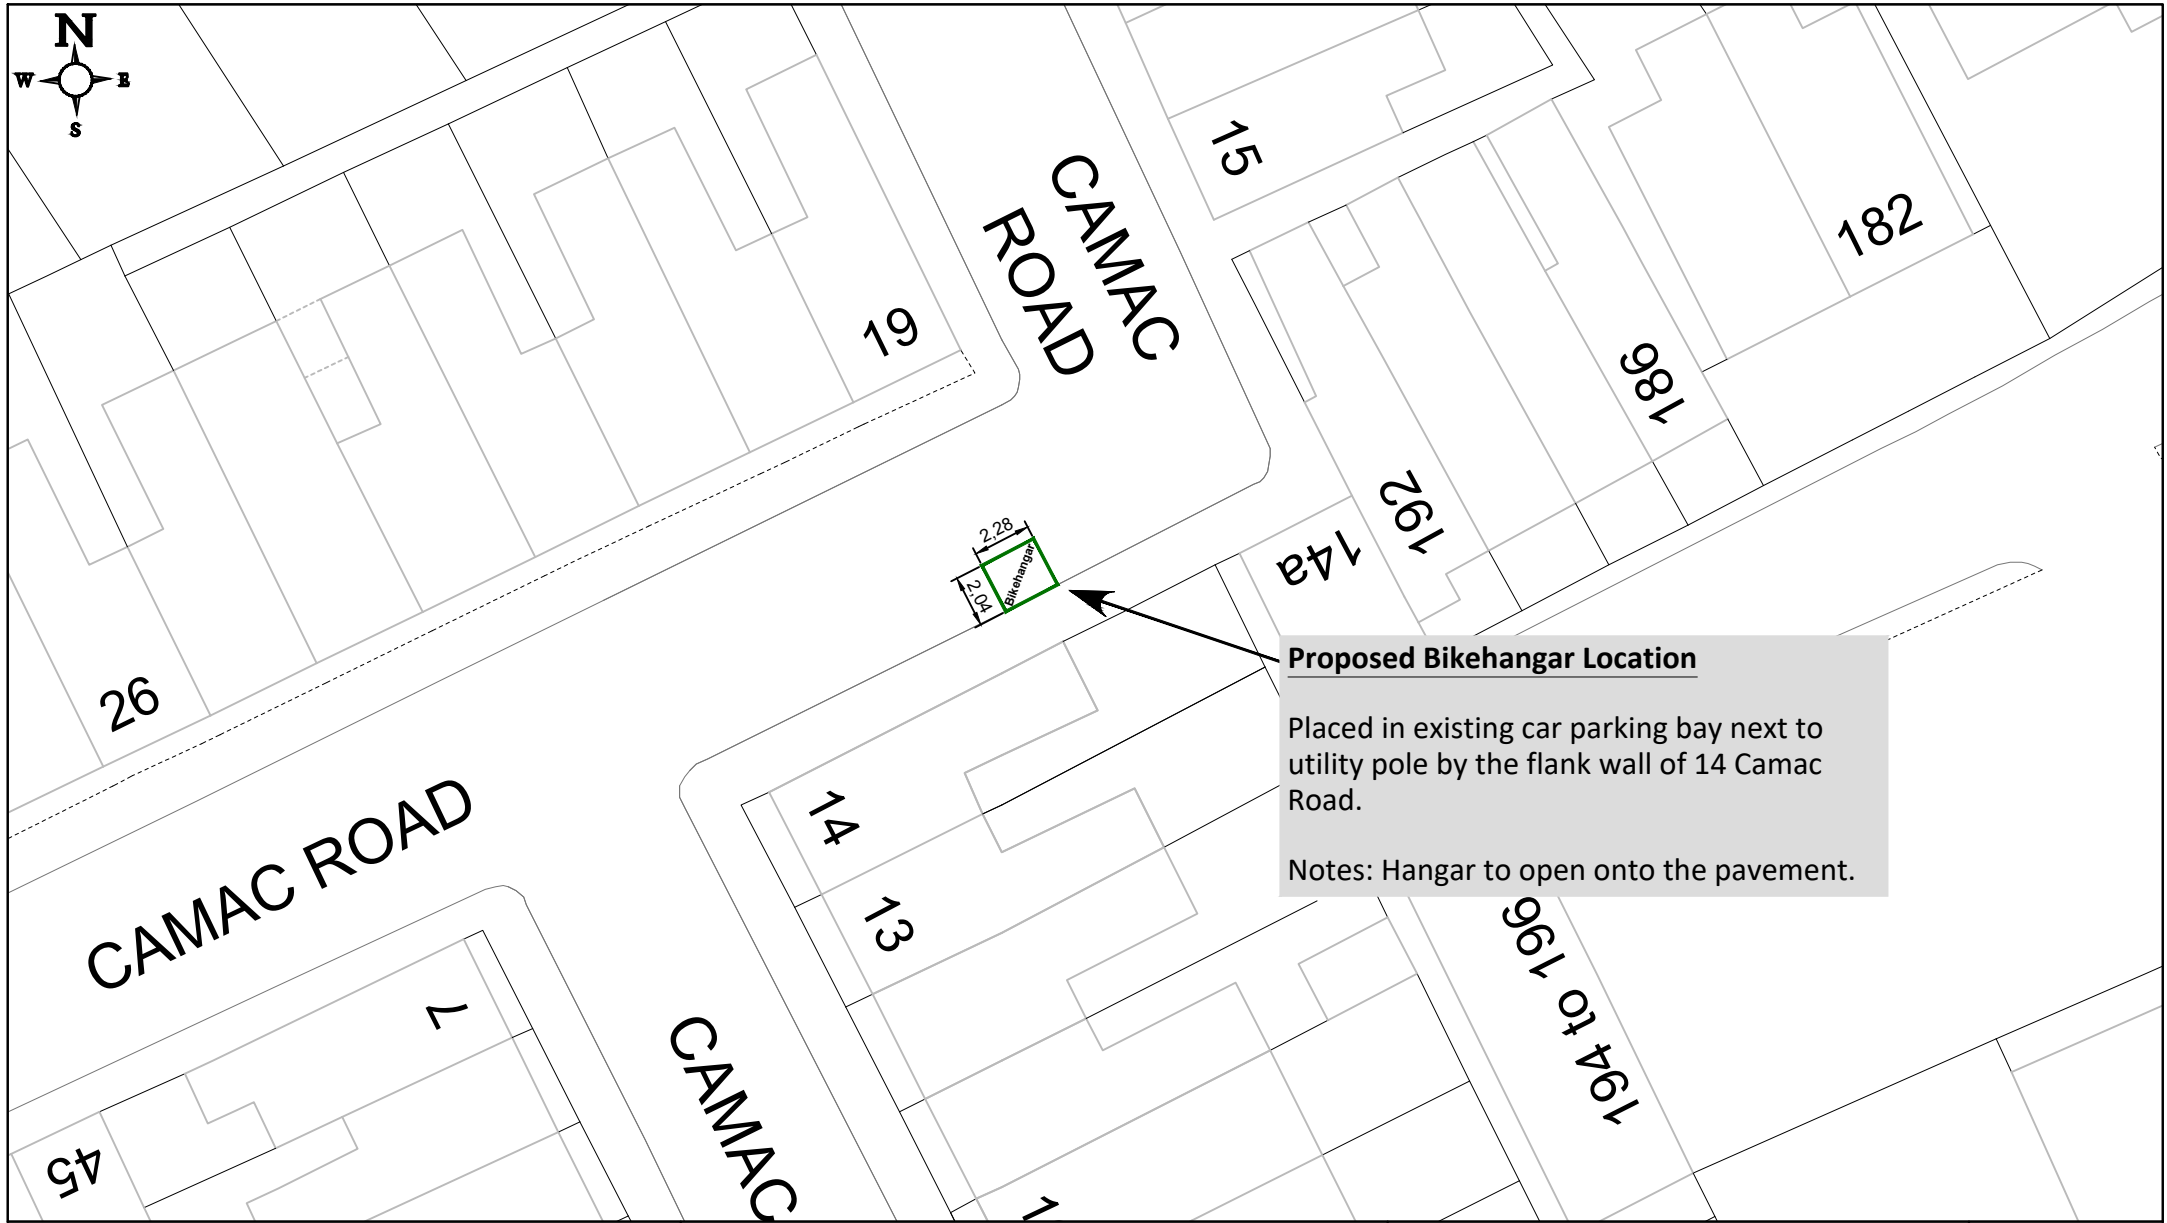 N
W E
S
15
CAMAC
ROAD
182
19
186
192
14a
2,28
2,04
Bikehangar
26
Proposed Bikehangar Location
Placed in existing car parking bay next to
utility pole by the flank wall of 14 Camac
Road.
Notes: Hangar to open onto the pavement.
14
CAMAC ROAD
13
194 to 196
7
CAMAC
45
1